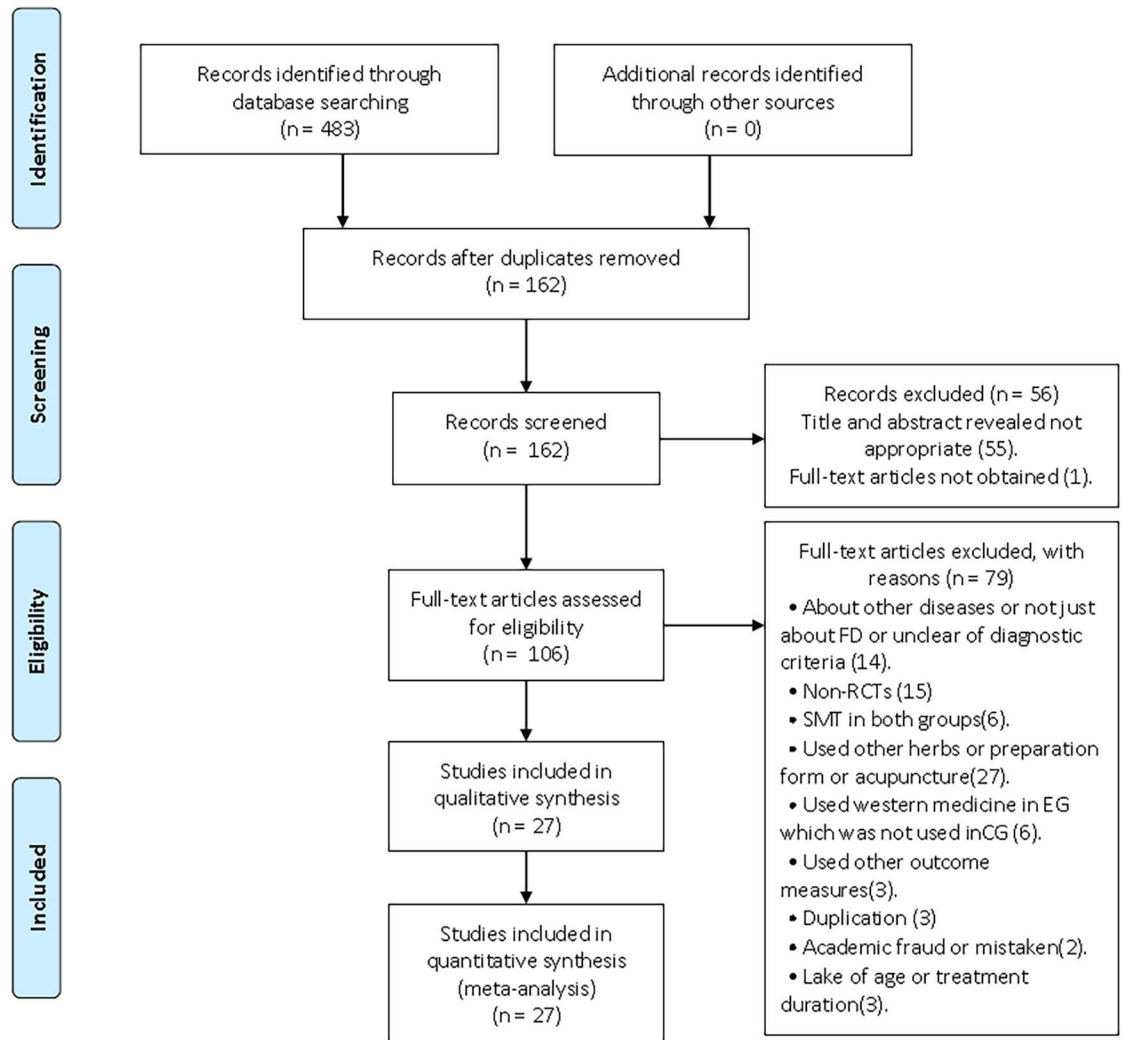 Identification
Records identified through
database searching
(n = 483)
Additional records identified
through other sources
(n = 0)
Records after duplicates removed
(n = 162)
Screening
Records screened
(n = 162)
Records excluded (n = 56)
Title and abstract revealed not
appropriate (55).
Full-text articles not obtained (1).
Eligibility
Full-text articles assessed
for eligibility
(n = 106)
Full-text articles excluded, with
reasons (n = 79)
• About other diseases or not just
about FD or unclear of diagnostic
criteria (14).
• Non-RCTs (15)
• SMT in both groups(6).
• Used other herbs or preparation
form or acupuncture(27).
• Used western medicine in EG
which was not used inCG (6).
• Used other outcome
measures(3).
• Duplication (3)
• Academic fraud or mistaken(2).
• Lake of age or treatment
duration(3).
Studies included in
qualitative synthesis
(n = 27)
Included
Studies included in
quantitative synthesis
(meta-analysis)
(n = 27)